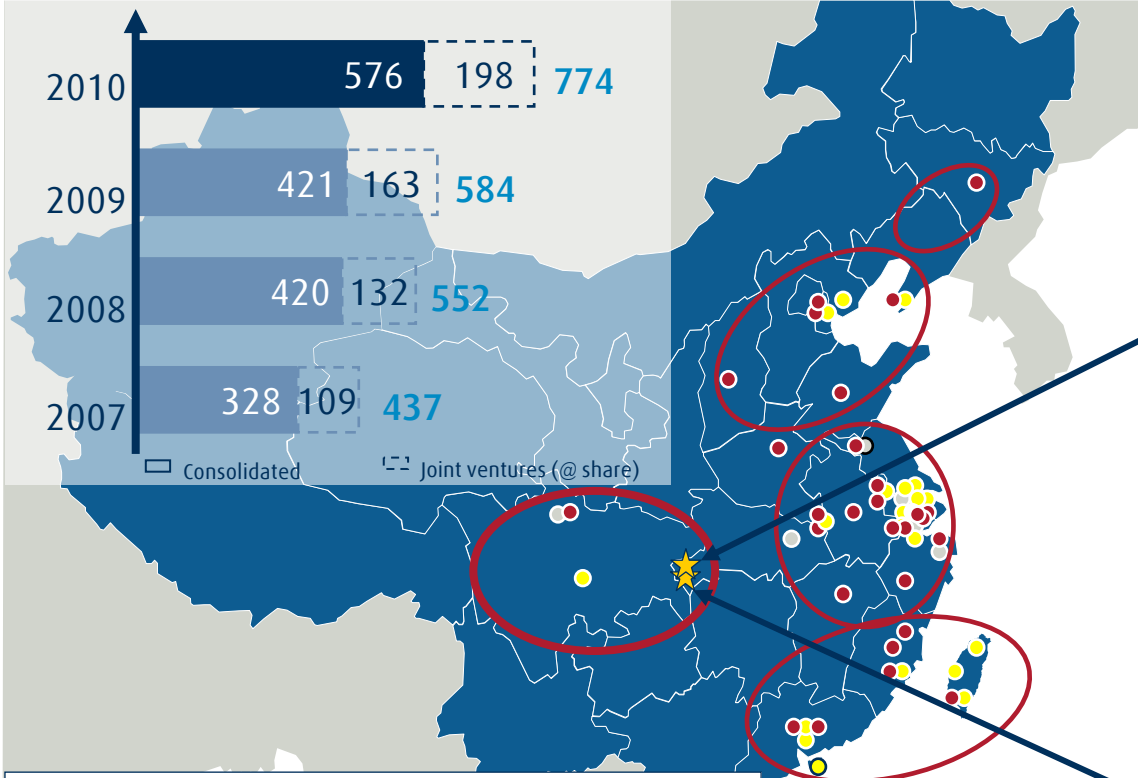 2010 576 198 774
2009 421 163 584
2008 420 132 552
2007 328 109 437
Consolidated Joint ventures (@ share)